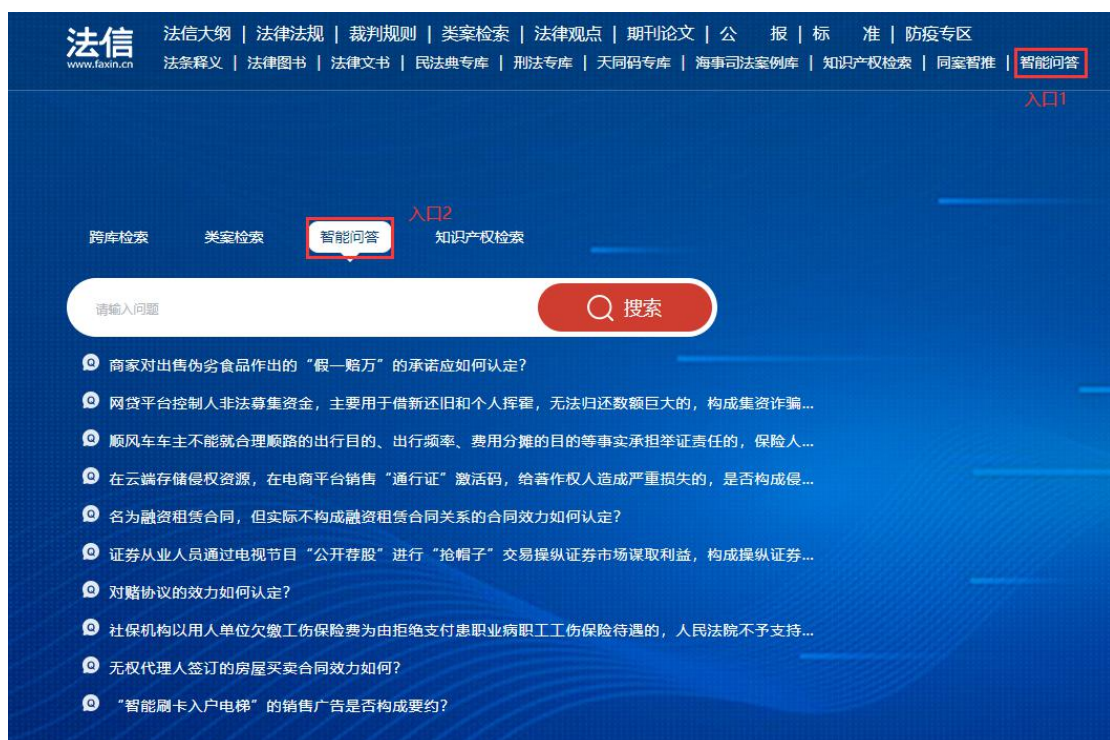 法信 法信大纲 | 法律法规 | 裁判规则 | 类案检索 | 法律观点 | 期刊论文 | 公 报 | 标 准 | 防疫专区
www.faxin.cn 法条释义 | 法律图书 | 法律文书 | 民法典专库 | 刑法专库 | 天同码专库 | 海事司法案例库 | 知识产权检索 | 同案智推 | 智能问答
入口1
入口2
跨库检索 类案检索 智能问答 知识产权检索
请输入问题 搜索
商家对出售伪劣食品作出的“假一赔万”的承诺应如何认定?
网贷平台控制人非法募集资金，主要用于借新还旧和个人挥霍，无法归还数额巨大的，构成集资诈骗...
顺风车车主不能就合理顺路的出行目的、出行频率、费用分摊的目的等事实承担举证责任的，保险人...
在云端存储侵权资源，在电商平台销售“通行证”激活码，给著作权人造成严重损失的，是否构成侵...
名为融资租赁合同，但实际不构成融资租赁合同关系的合同效力如何认定?
证券从业人员通过电视节目“公开荐股”进行“抢帽子”交易操纵证券市场谋取利益，构成操纵证券...
对赌协议的效力如何认定?
社保机构以用人单位欠缴工伤保险费为由拒绝支付患职业病职工工伤保险待遇的，人民法院不予支持...
无权代理人签订的房屋买卖合同效力如何?
“智能刷卡入户电梯”的销售广告是否构成要约?